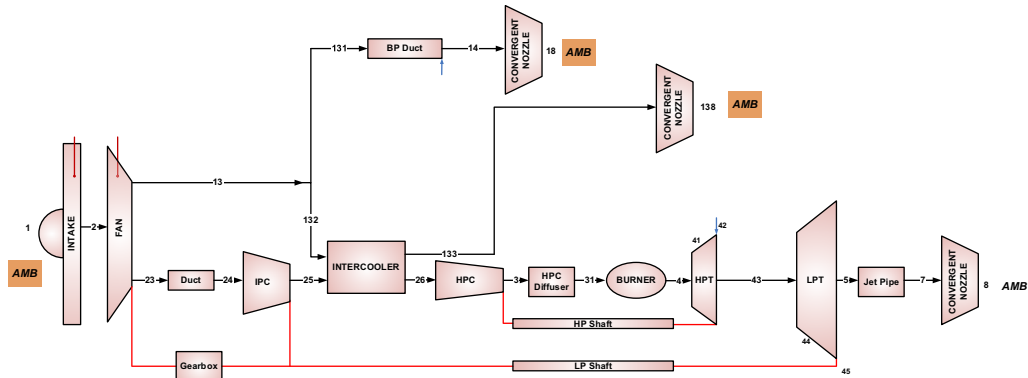 131
BP Duct
14
CONVERGENT
NOZZLE
18
AMB
CONVERGENT
NOZZLE
138
AMB
1
AMB
INTAKE
2
FAN
13
132
133
23
Duct
24
IPC
25
INTERCOOLER
26
HPC
3
HPC
Diffuser
31
BURNER
4
41
42
HPT
43
LPT
44
5
Jet Pipe
7
CONVERGENT
NOZZLE
8
AMB
HP Shaft
Gearbox
LP Shaft
45